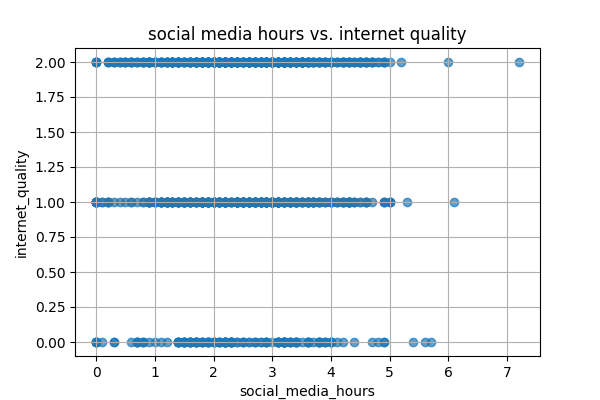 social media hours vs. internet quality
2.00
1.75
1.50
1.25
1.00
0.75
0.50
0.25
0.00
internet_quality
0 1 2 3 4 5 6 7
social_media_hours